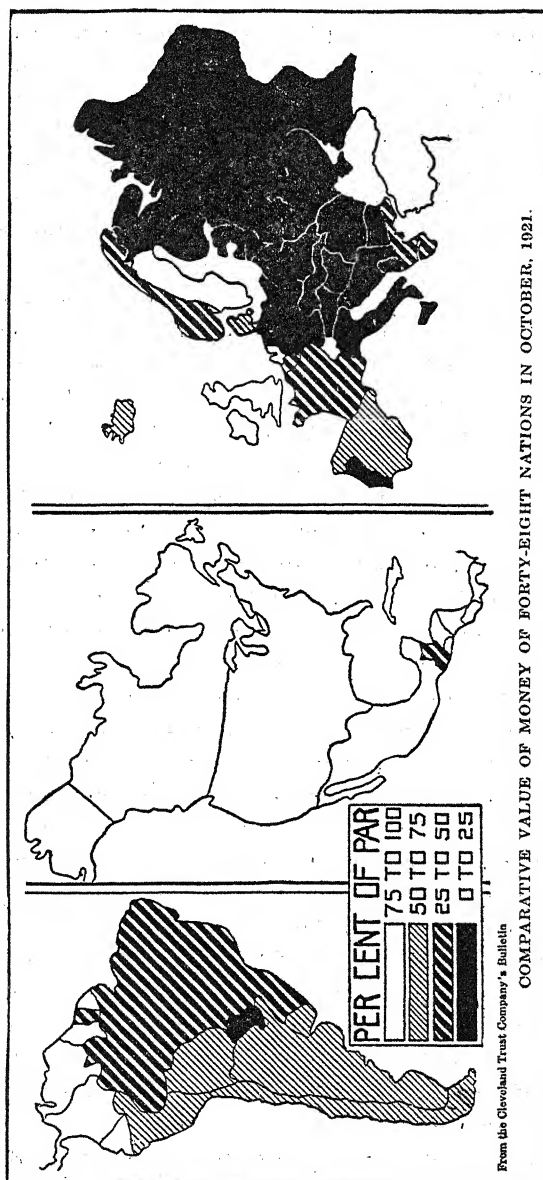 PER CENT OF PAR
75 TO 100
50 TO 75
25 TO 50
0 TO 25
From the Cleveland Trust Company's Bulletin
COMPARATIVE VALUE OF MONEY OF FORTY-EIGHT NATIONS IN OCTOBER, 1921.